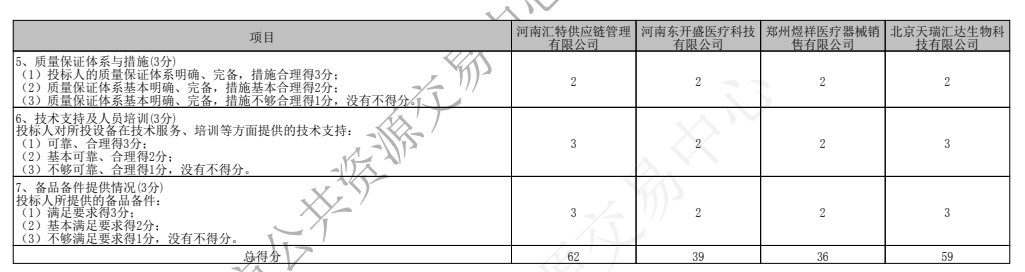 项目
河南汇特供应链管理
有限公司
河南东开盛医疗科技
有限公司
郑州煜祥医疗器械销
售有限公司
北京天瑞汇达生物科
技有限公司
5、质量保证体系与措施(3分)
（1）投标人的质量保证体系明确、完备，措施合理得3分；
（2）质量保证体系基本明确、完备，措施基本合理得2分；
（3）质量保证体系基本明确、完备，措施不够合理得1分，没有不得分。
2
2
2
2
6、技术支持及人员培训(3分)
投标人对所投设备在技术服务、培训等方面提供的技术支持：
（1）可靠、合理得3分；
（2）基本可靠、合理得2分；
（3）不够可靠、合理得1分，没有不得分。
3
2
2
3
7、备品备件提供情况(3分)
投标人所提供的备品备件：
（1）满足要求得3分；
（2）基本满足要求得2分；
（3）不够满足要求得1分，没有不得分。
3
2
2
3
总得分
62
39
36
59
公共资源交易中心
易中心